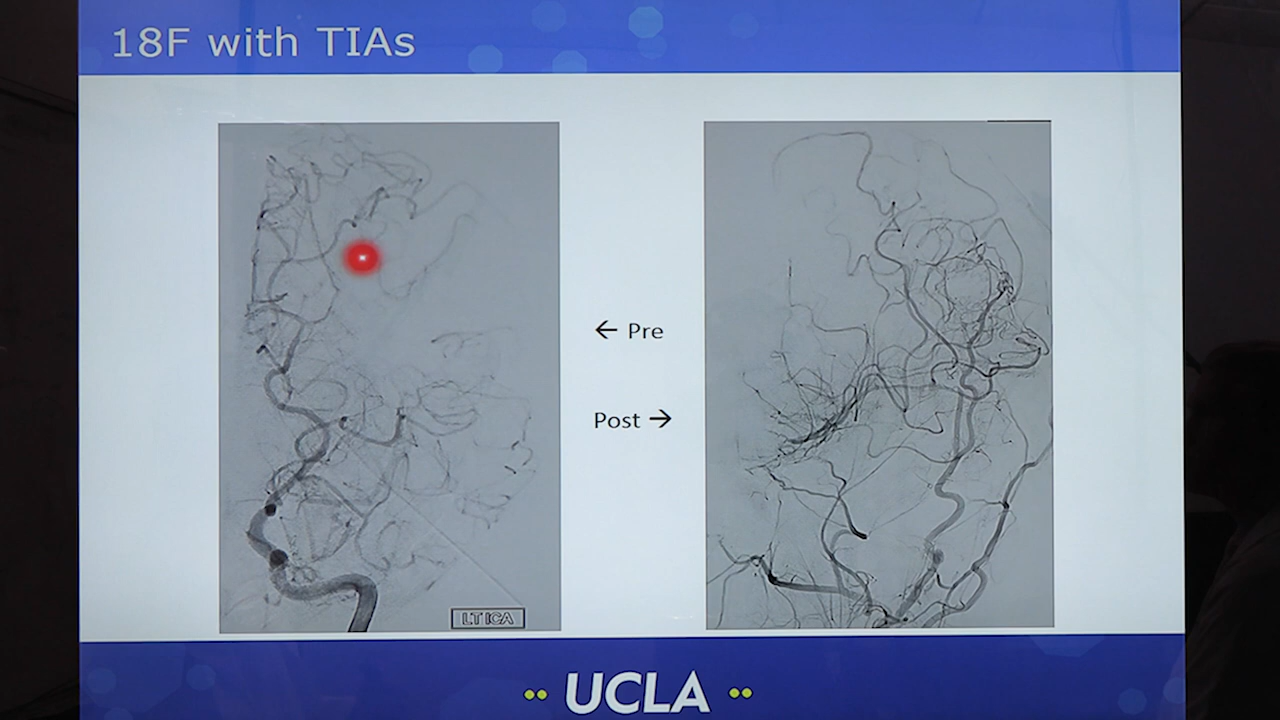 18F with TIAs
← Pre
Post →
LT ICA
UCLA